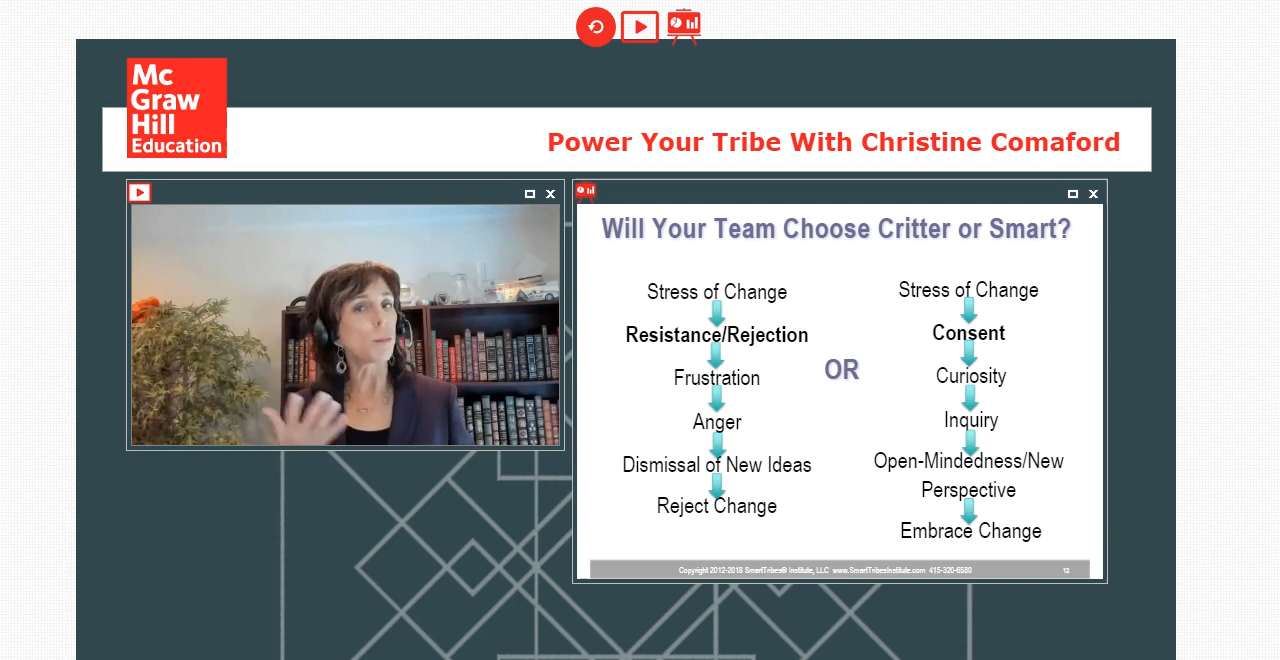 Mc
Graw
Hill
Education
Power Your Tribe With Christine Comaford
Will Your Team Choose Critter or Smart?
Stress of Change
Resistance/Rejection
Frustration
Anger
Dismissal of New Ideas
Reject Change
OR
Stress of Change
Consent
Curiosity
Inquiry
Open-Mindedness/New
Perspective
Embrace Change
Copyright 2012-2018 SmartTribes® Institute, LLC www.SmartTribesInstitute.com 415-320-6580
12